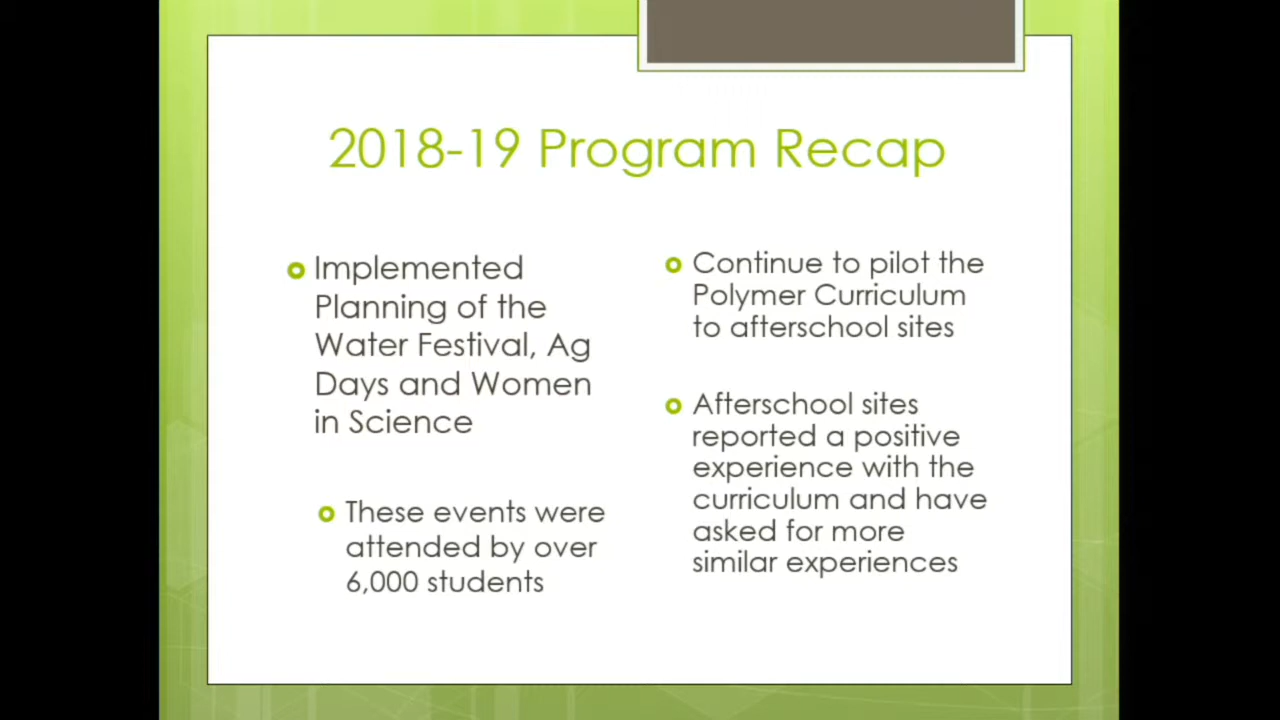 2018-19 Program Recap
Implemented
Planning of the
Water Festival, Ag
Days and Women
in Science
These events were
attended by over
6,000 students
Continue to pilot the
Polymer Curriculum
to afterschool sites
Afterschool sites
reported a positive
experience with the
curriculum and have
asked for more
similar experiences